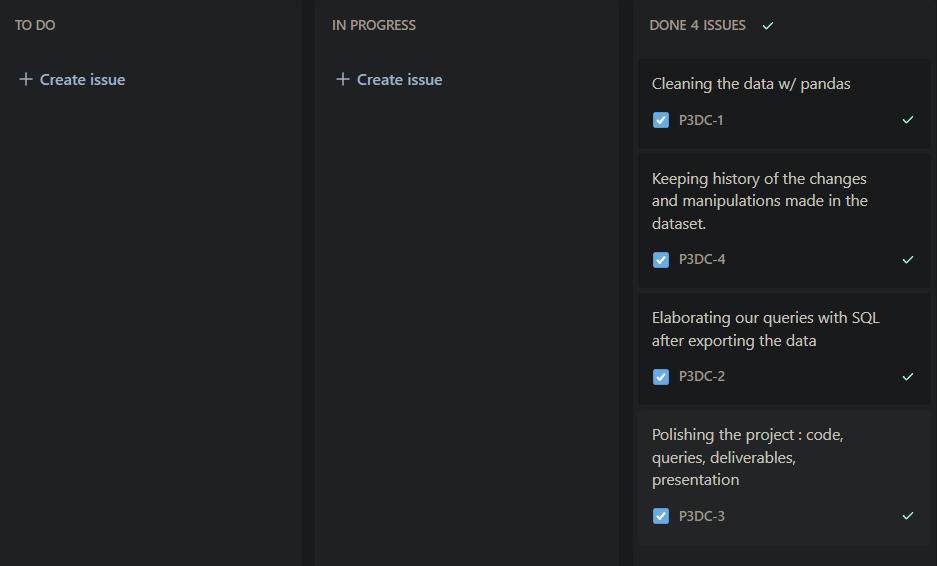 TO DO
+ Create issue
IN PROGRESS
+ Create issue
DONE 4 ISSUES
Cleaning the data w/ pandas
P3DC-1
Keeping history of the changes
and manipulations made in the
dataset.
P3DC-4
Elaborating our queries with SQL
after exporting the data
P3DC-2
Polishing the project : code,
queries, deliverables,
presentation
P3DC-3